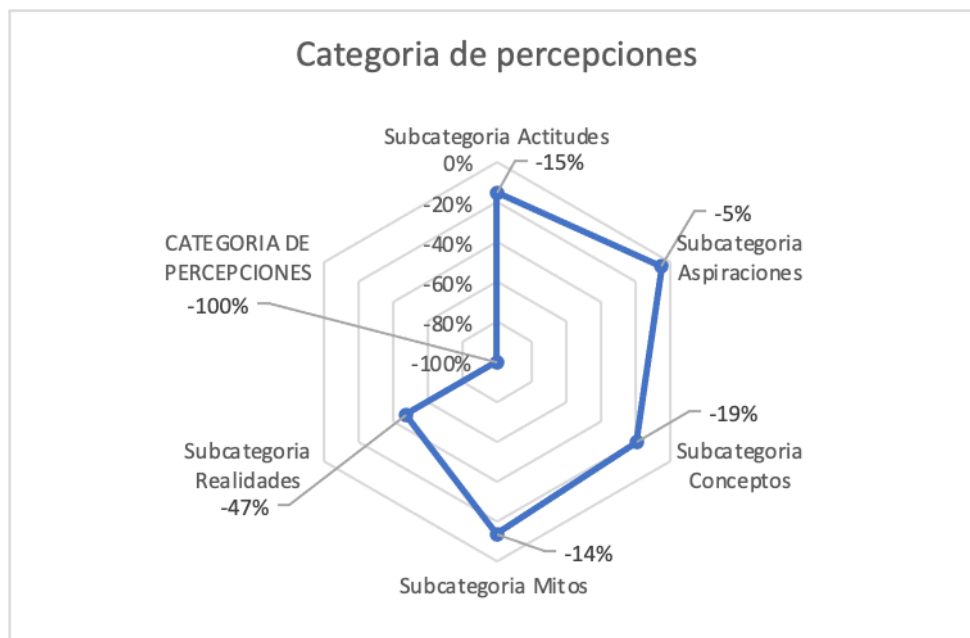 Categoria de percepciones
Subcategoria Actitudes
0%
-15%
-20%
-5%
-40%
CATEGORIA DE
PERCEPCIONES
Subcategoria
Aspiraciones
-60%
-100%
-80%
-100%
-19%
Subcategoria
Realidades
Subcategoria
Conceptos
-47%
-14%
Subcategoria Mitos